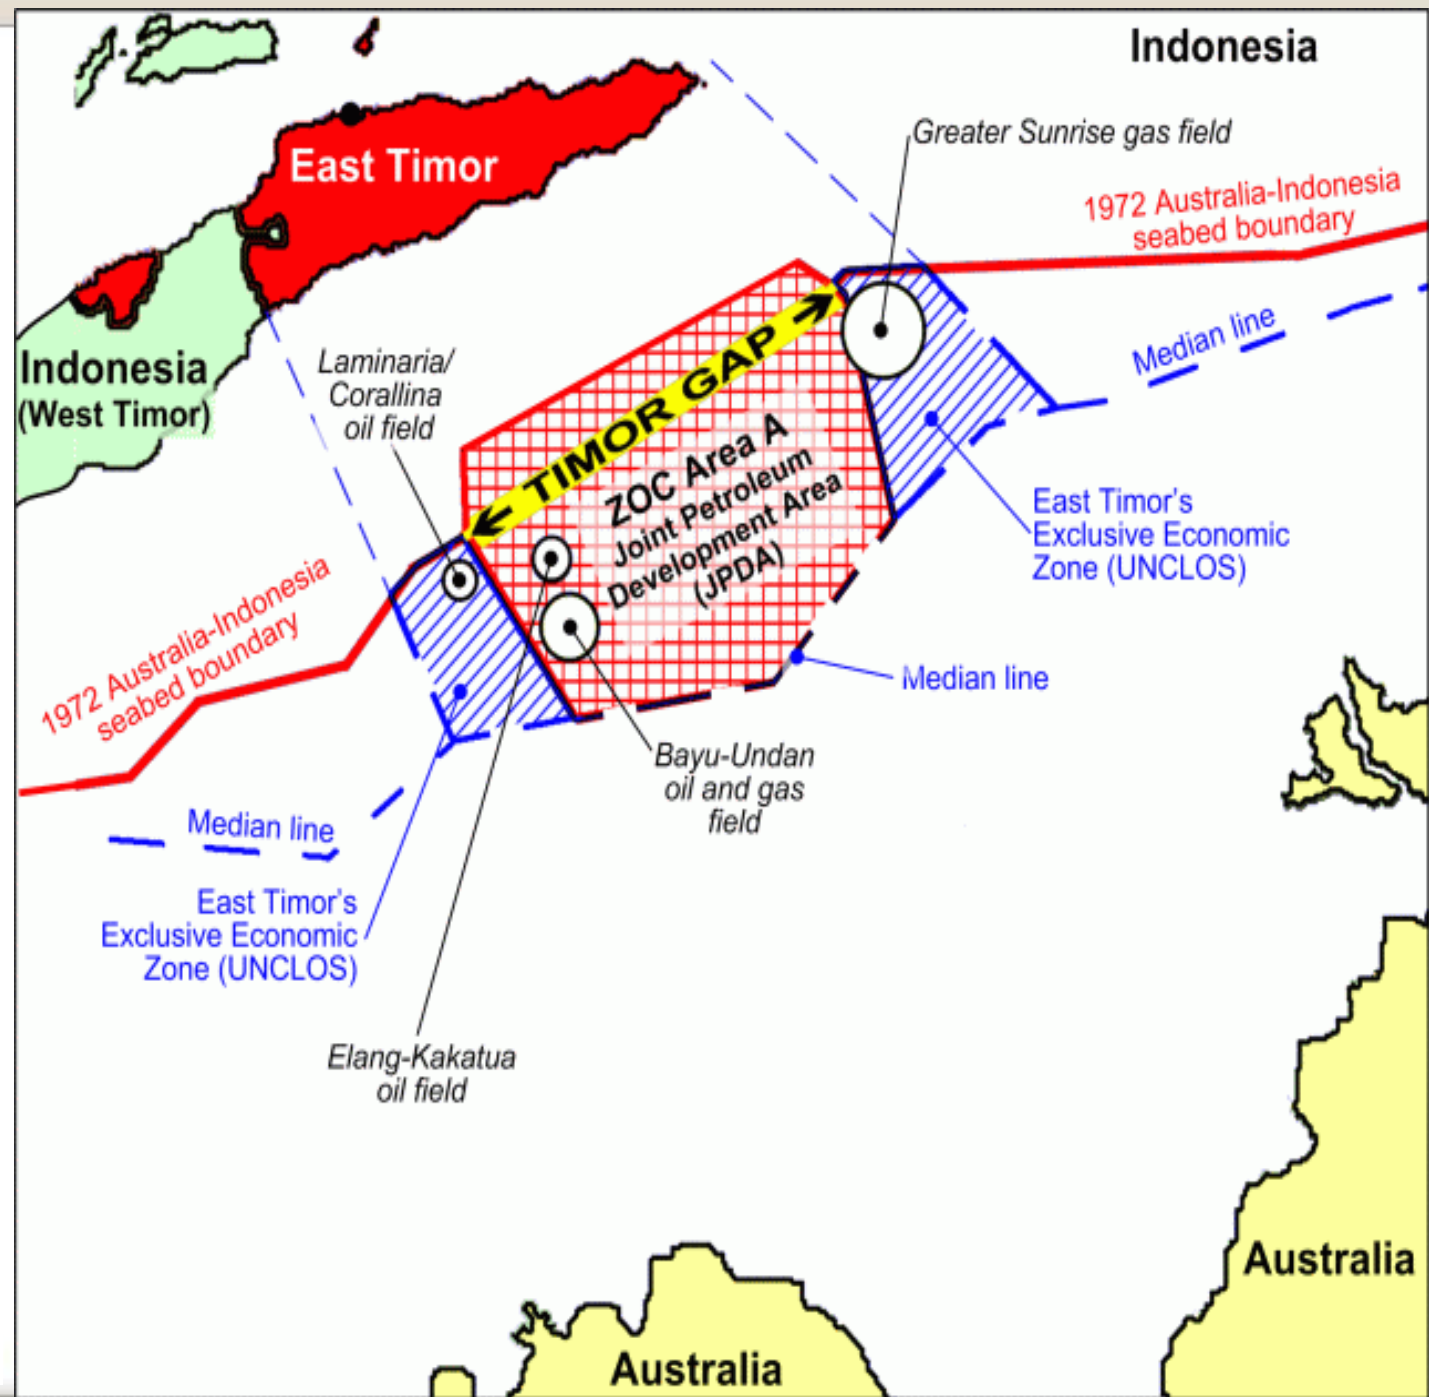 Indonesia
Greater Sunrise gas field
East Timor
1972 Australia-Indonesia
seabed boundary
Median line
Indonesia
(West Timor)
Laminaria/
Corallina
oil field
TIMOR GAP
ZOC Area A
Joint Petroleum
Development Area
(JPDA)
East Timor's
Exclusive Economic
Zone (UNCLOS)
1972 Australia-Indonesia
seabed boundary
Median line
Bayu-Undan
oil and gas
field
Median line
East Timor's
Exclusive Economic
Zone (UNCLOS)
Elang-Kakatua
oil field
Australia
Australia